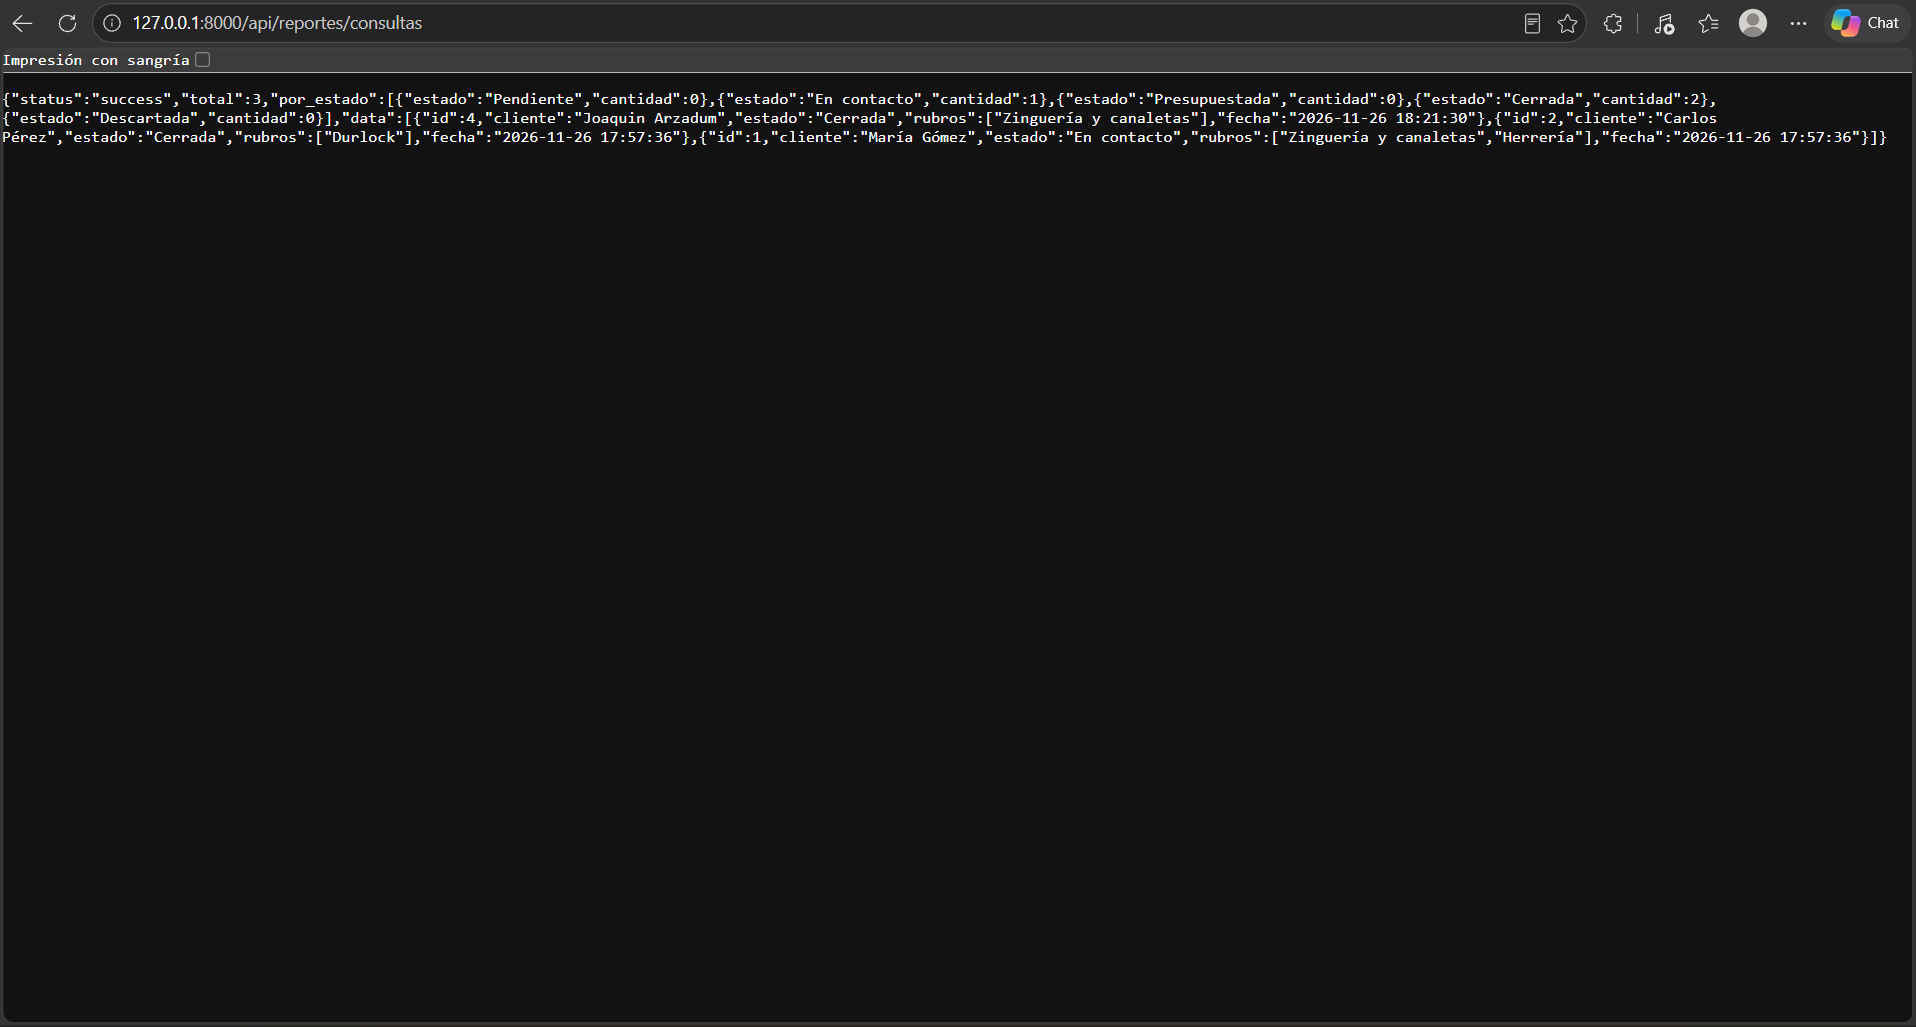 127.0.0.1:8000/api/reportes/consultas
Chat
Impresión con sangría
{"status":"success","total":3,"por_estado":[{"estado":"Pendiente","cantidad":0},{"estado":"En contacto","cantidad":1},{"estado":"Presupuestada","cantidad":0},{"estado":"Cerrada","cantidad":2},
{"estado":"Descartada","cantidad":0}],"data":[{"id":4,"cliente":"Joaquin Arzadum","estado":"Cerrada","rubros":["Zinguería y canaletas"],"fecha":"2026-11-26 18:21:30"},{"id":2,"cliente":"Carlos
Pérez","estado":"Cerrada","rubros":["Durlock"],"fecha":"2026-11-26 17:57:36"},{"id":1,"cliente":"María Gómez","estado":"En contacto","rubros":["Zinguería y canaletas","Herrería"],"fecha":"2026-11-26 17:57:36"}]}